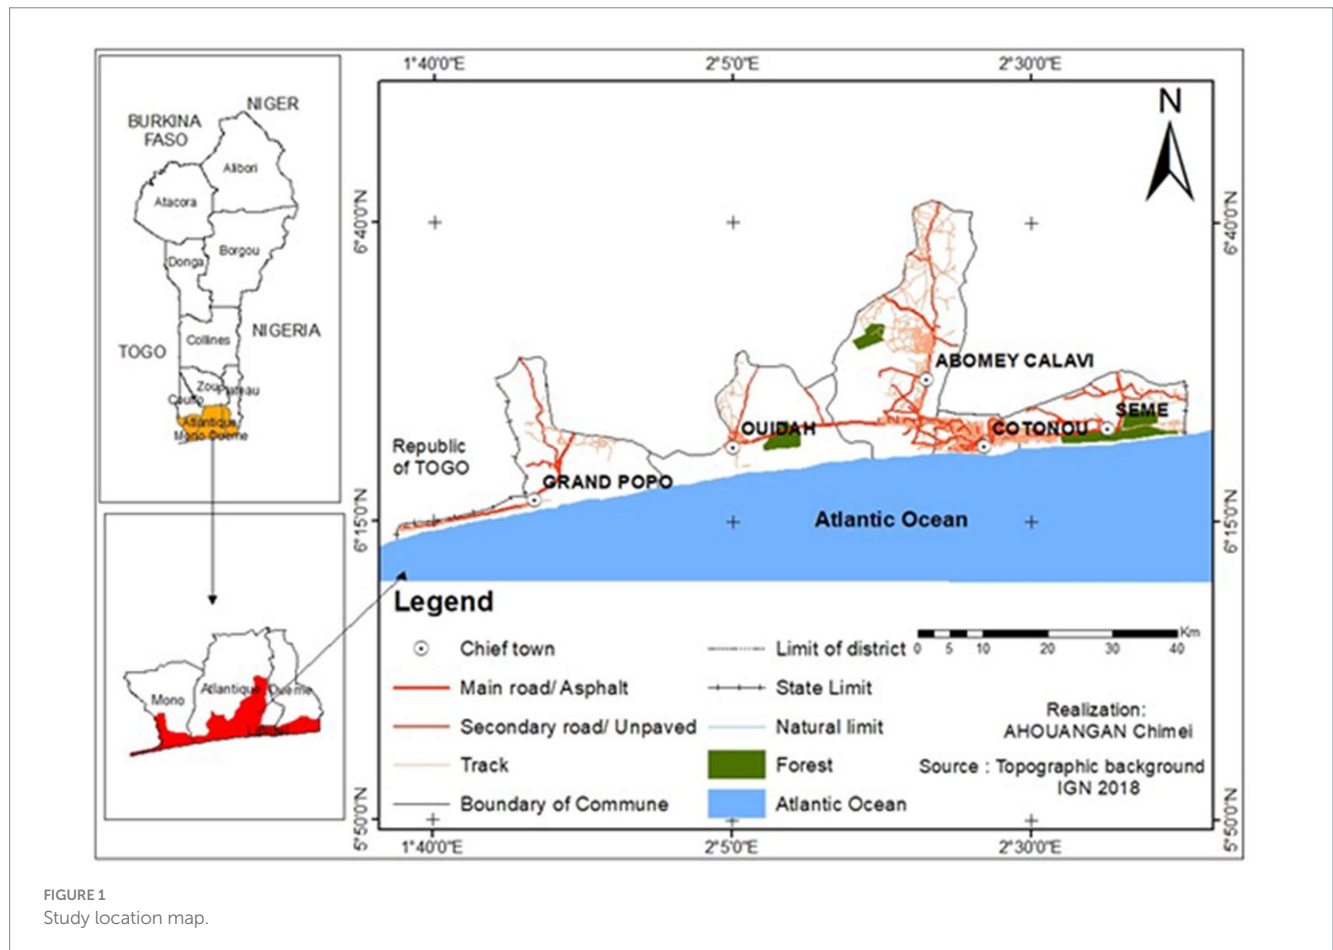 1°40'0"E 2°5'0"E 2°30'0"E
NIGER
BURKINA
FASO
Alibori
Atacora
Borgou
Donga
NIGERIA
Collines
TOGO
Zou
Plateau
Couffo
Atlantique
Mono Oueme
N
6°40'0"N 6°40'0"N
ABOMEY CALAVI
SEME
OUIDAH
COTONOU
Republic
of TOGO
GRAND POPO
6°15'0"N 6°15'0"N
Atlantic Ocean
Mono
Atlantique
Oueme
Legend
Chief town
Main road/ Asphalt
Secondary road/ Unpaved
Track
Boundary of Commune
Limit of district
State Limit
Natural limit
Forest
Atlantic Ocean
0 5 10 20 30 40 Km
Realization:
AHOUANGAN Chimei
Source : Topographic background
IGN 2018
5°50'0"N 5°50'0"N
1°40'0"E 2°5'0"E 2°30'0"E
FIGURE 1
Study location map.